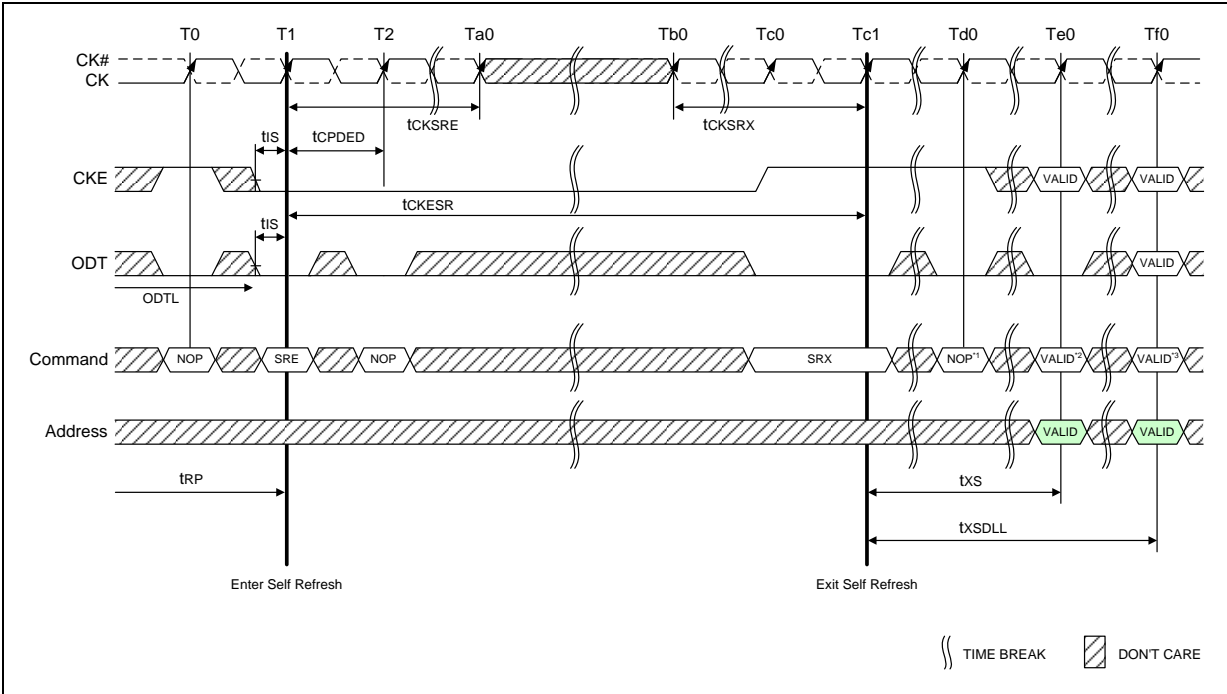 T0 T1 T2 Ta0 Tb0 Tc0 Tc1 Td0 Te0 Tf0
CK#
CK
tCKSRE tCKSRX
tIS tCPDED
CKE VALID VALID
tCKESR
tIS
ODT VALID
ODTL
Command NOP SRE NOP SRX NOP*1 VALID*2 VALID*3
Address VALID VALID
tRP tXS
tXSDLL
Enter Self Refresh Exit Self Refresh
TIME BREAK DON'T CARE